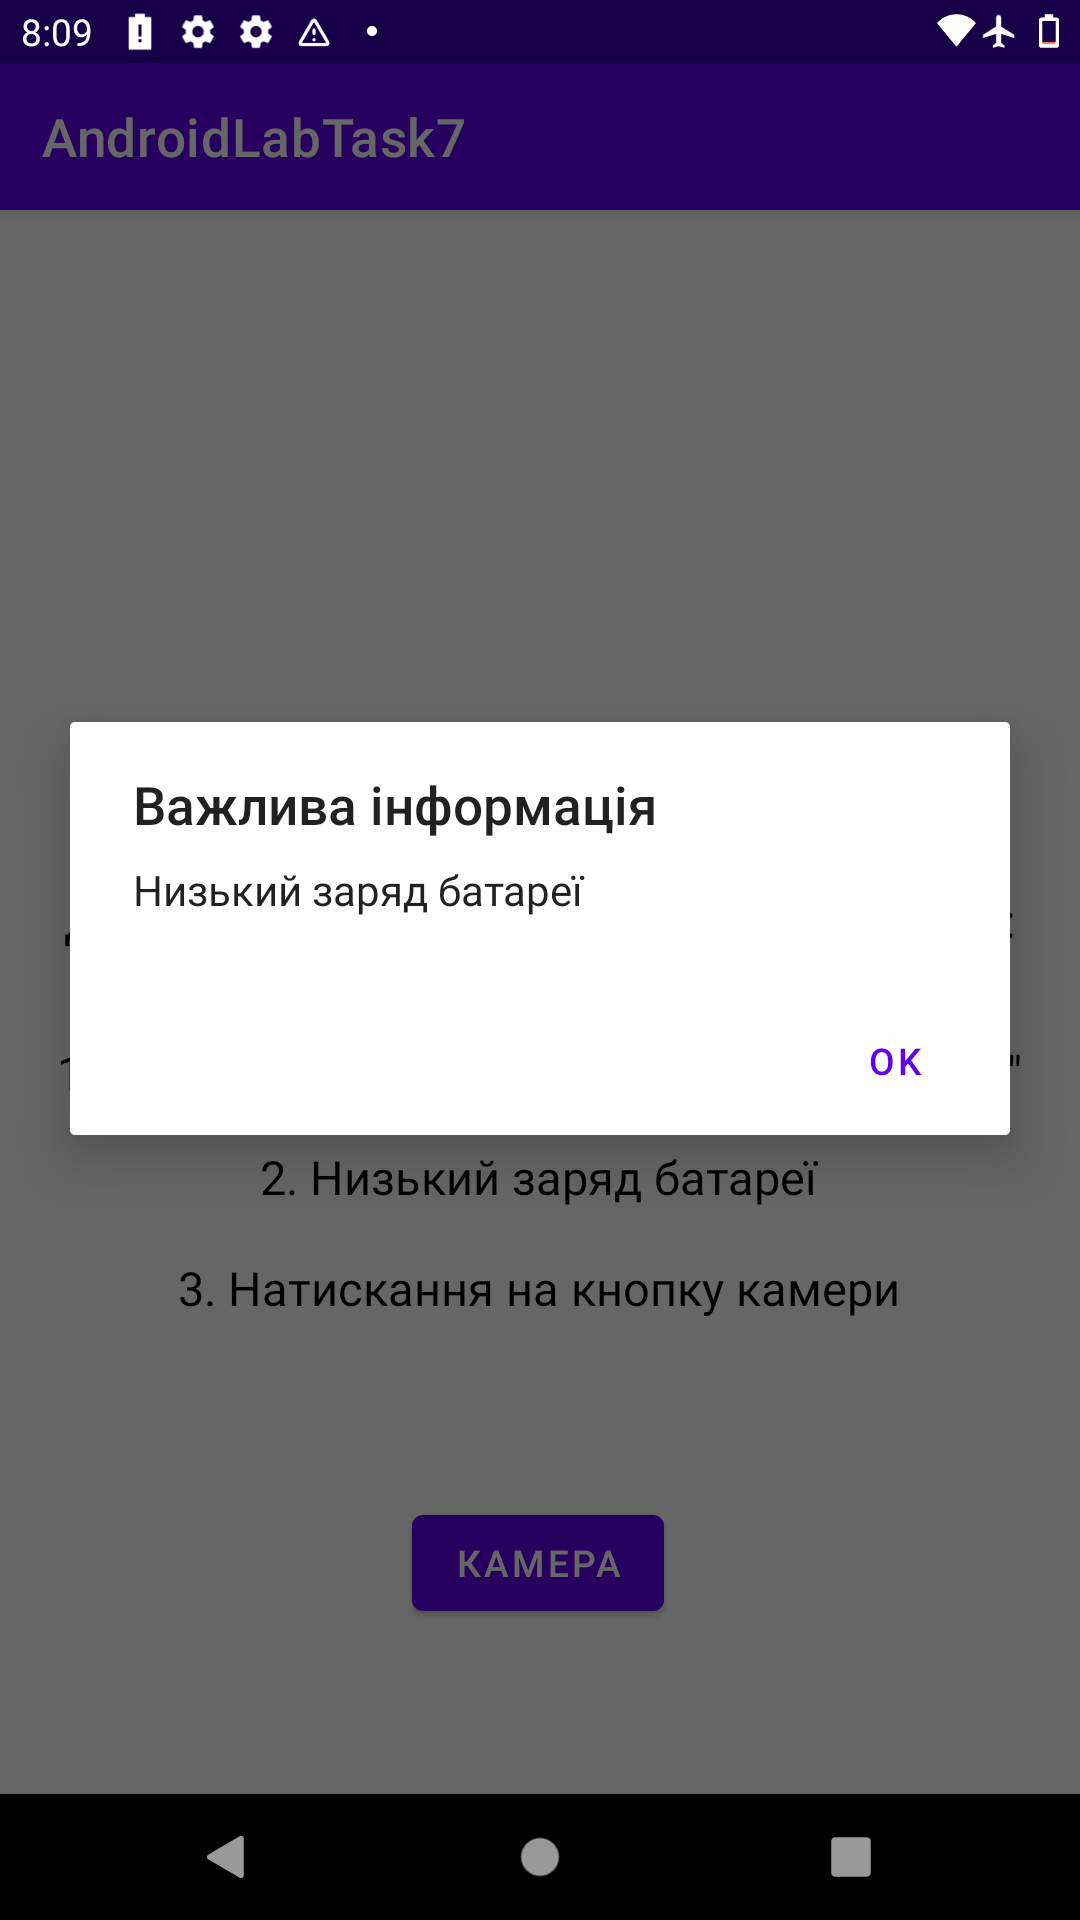 8:09
AndroidLabTask7
Важлива інформація
Низький заряд батареї
OK
2. Низький заряд батареї
3. Натискання на кнопку камери
КАМЕРА